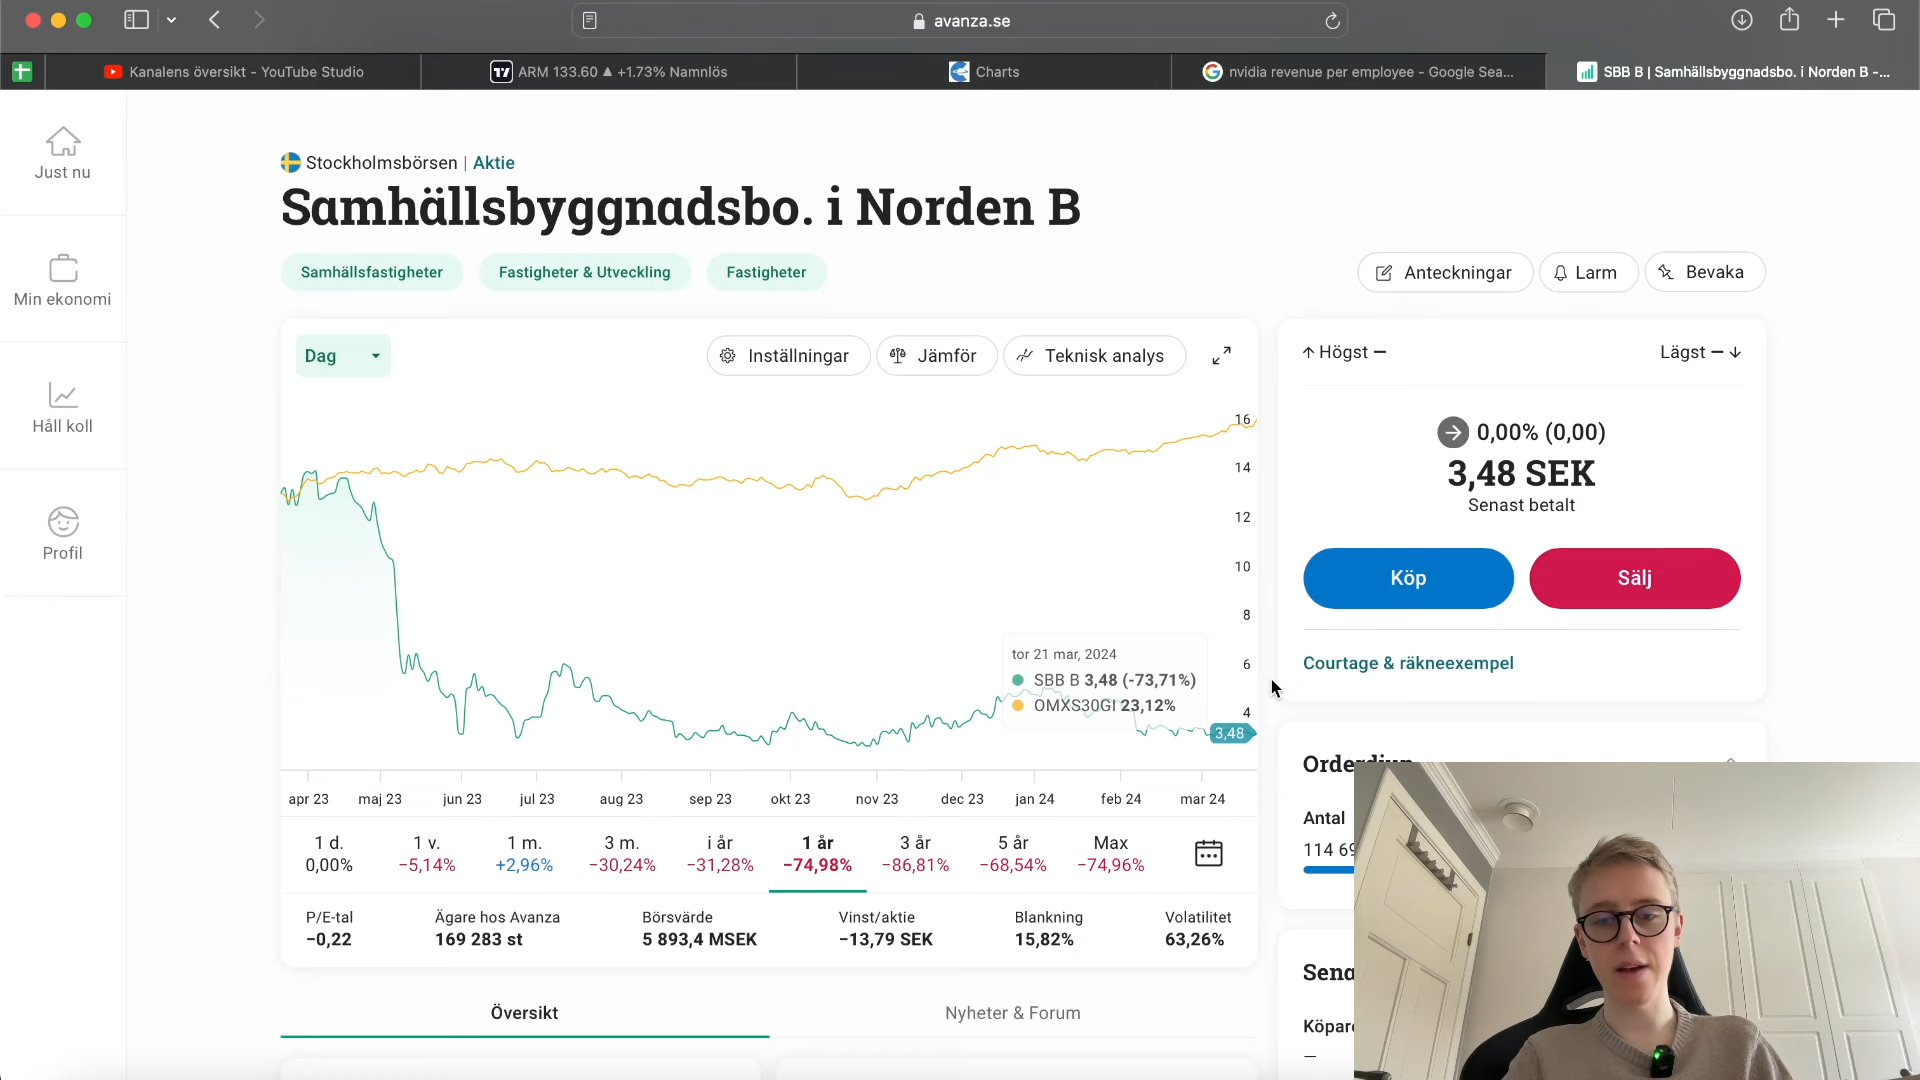 avanza.se
Kanalens översikt - YouTube Studio
ARM 133.60 ▲ +1.73% Namnlös
Charts
nvidia revenue per employee - Google Sea...
SBB B | Samhällsbyggnadsbo. i Norden B -...
Just nu
Min ekonomi
Håll koll
Profil
Stockholmsbörsen | Aktie
Samhällsbyggnadsbo. i Norden B
Samhällsfastigheter
Fastigheter & Utveckling
Fastigheter
Anteckningar
Larm
Bevaka
Dag
Inställningar
Jämför
Teknisk analys
16
14
12
10
8
6
4
3,48
tor 21 mar, 2024
SBB B 3,48 (-73,71%)
OMXS30GI 23,12%
apr 23 maj 23 jun 23 jul 23 aug 23 sep 23 okt 23 nov 23 dec 23 jan 24 feb 24 mar 24
1 d. 1 v. 1 m. 3 m. i år 1 år 3 år 5 år Max
0,00% −5,14% +2,96% −30,24% −31,28% −74,98% −86,81% −68,54% −74,96%
P/E-tal Ägare hos Avanza Börsvärde Vinst/aktie Blankning Volatilitet
−0,22 169 283 st 5 893,4 MSEK −13,79 SEK 15,82% 63,26%
Översikt
Nyheter & Forum
↑ Högst −
Lägst − ↓
0,00% (0,00)
3,48 SEK
Senast betalt
Köp
Sälj
Courtage & räkneexempel
Antal